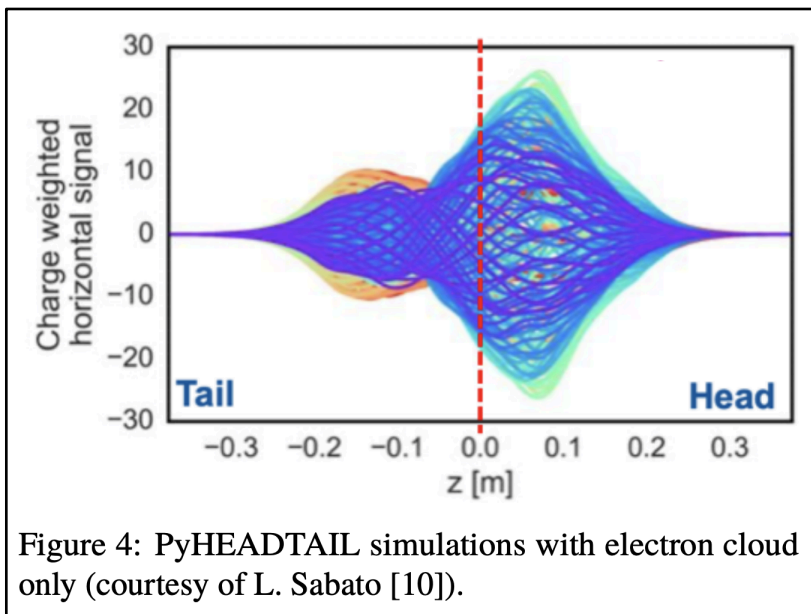 30
20
10
0
−10
−20
−30
Charge weighted
horizontal signal
Tail
Head
−0.3 −0.2 −0.1 0.0 0.1 0.2 0.3
z [m]
Figure 4: PyHEADTAIL simulations with electron cloud
only (courtesy of L. Sabato [10]).